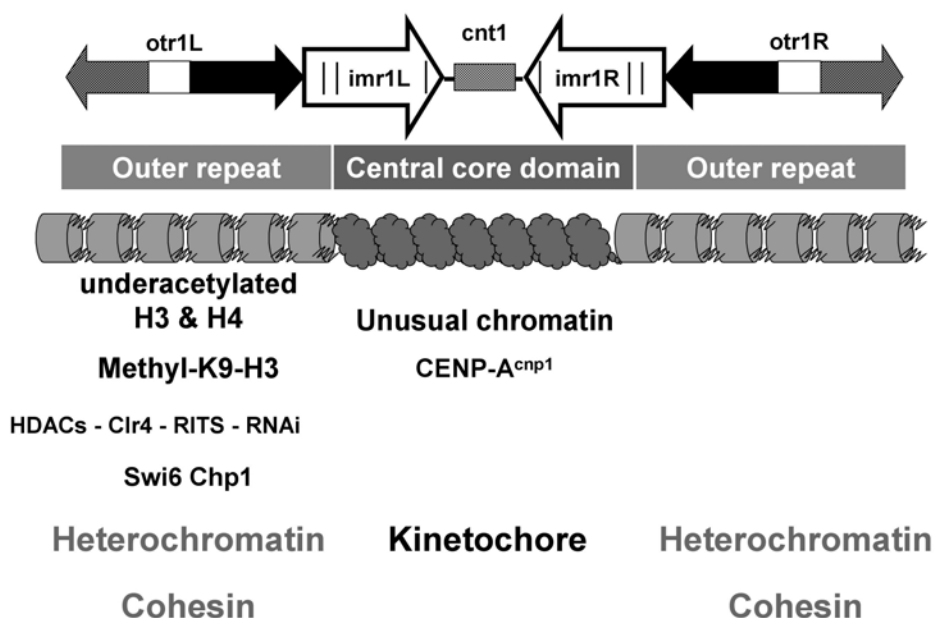 otr1L cnt1 otr1R
imr1L imr1R
Outer repeat Central core domain Outer repeat
underacetylated
H3 & H4
Unusual chromatin
Methyl-K9-H3
CENP-Acnp1
HDACs - Clr4 - RITS - RNAi
Swi6 Chp1
Heterochromatin Kinetochore Heterochromatin
Cohesin Cohesin